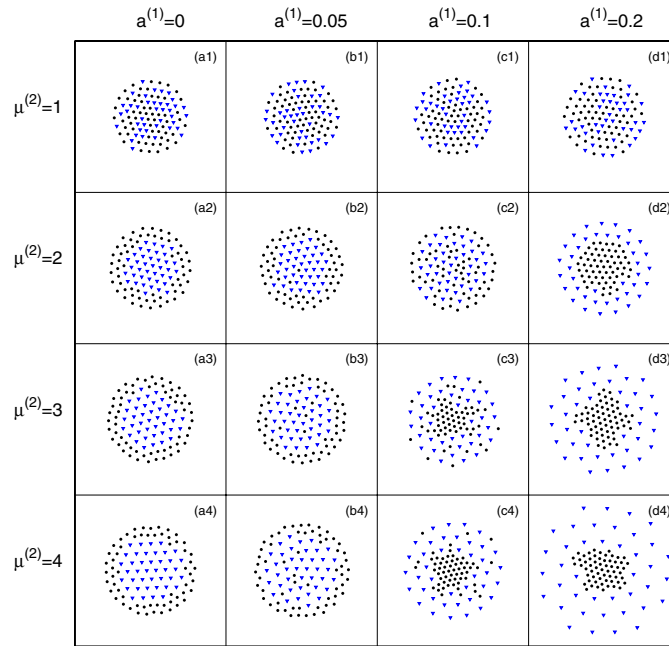 a^(1)=0 a^(1)=0.05 a^(1)=0.1 a^(1)=0.2
μ^(2)=1 (a1) (b1) (c1) (d1)
μ^(2)=2 (a2) (b2) (c2) (d2)
μ^(2)=3 (a3) (b3) (c3) (d3)
μ^(2)=4 (a4) (b4) (c4) (d4)